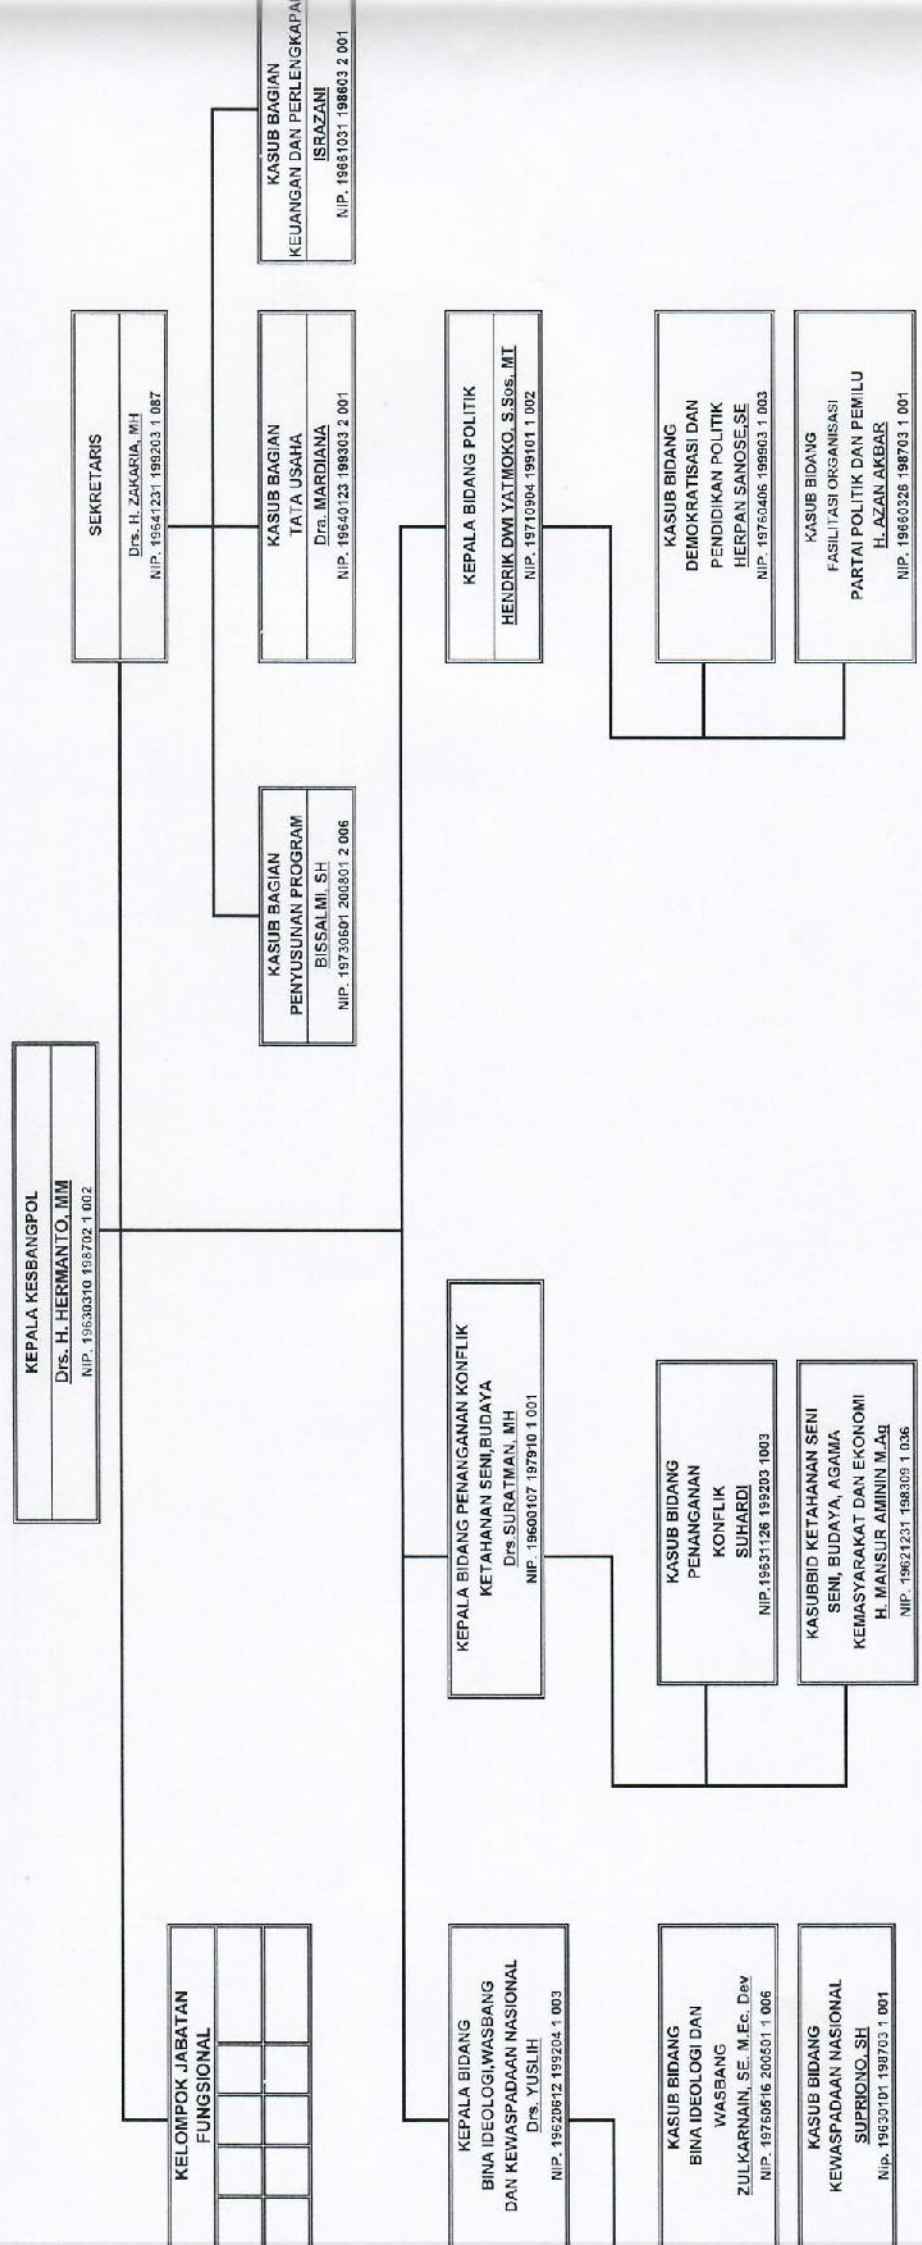 KEPALA KESBANGPOL
Drs. H. HERMANTO, MM
NIP. 19630310 198702 1 002
KELOMPOK JABATAN
FUNGSIONAL
SEKRETARIS
Drs. H. ZAKARIA, MH
NIP. 19641231 199203 1 087
KASUB BAGIAN
PENYUSUNAN PROGRAM
BISSALMI, SH
NIP. 19730601 200801 2 006
KASUB BAGIAN
TATA USAHA
Dra. MARDIANA
NIP. 19640123 199303 2 001
KASUB BAGIAN
KEUANGAN DAN PERLENGKAPAN
ISRAZANI
NIP. 19661031 198603 2 001
KEPALA BIDANG
BINA IDEOLOGI,WASBANG
DAN KEWASPADAAN NASIONAL
Drs. YUSLIH
NIP. 19620612 199204 1 003
KEPALA BIDANG PENANGANAN KONFLIK
KETAHANAN SENI,BUDAYA
Drs.SURATMAN, MH
NIP. 19600107 197910 1 001
KEPALA BIDANG POLITIK
HENDRIK DWI YATMOKO, S.Sos, MT
NIP. 19710904 199101 1 002
KASUB BIDANG
BINA IDEOLOGI DAN
WASBANG
ZULKARNAIN, SE. M.Ec. Dev
NIP. 19760516 200501 1 006
KASUB BIDANG
KEWASPADAAN NASIONAL
SUPRIONO, SH
Nip. 19630101 198703 1 001
KASUB BIDANG
PENANGANAN
KONFLIK
SUHARDI
NIP.19631126 199203 1003
KASUBBID KETAHANAN SENI
SENI, BUDAYA, AGAMA
KEMASYARAKAT DAN EKONOMI
H. MANSUR AMININ M.Ag
NIP. 19621231 198309 1 036
KASUB BIDANG
DEMOKRATISASI DAN
PENDIDIKAN POLITIK
HERPAN SANOSE,SE
NIP. 19760406 199903 1 003
KASUB BIDANG
FASILITASI ORGANISASI
PARTAI POLITIK DAN PEMILU
H. AZAN AKBAR
NIP. 19660326 198703 1 001